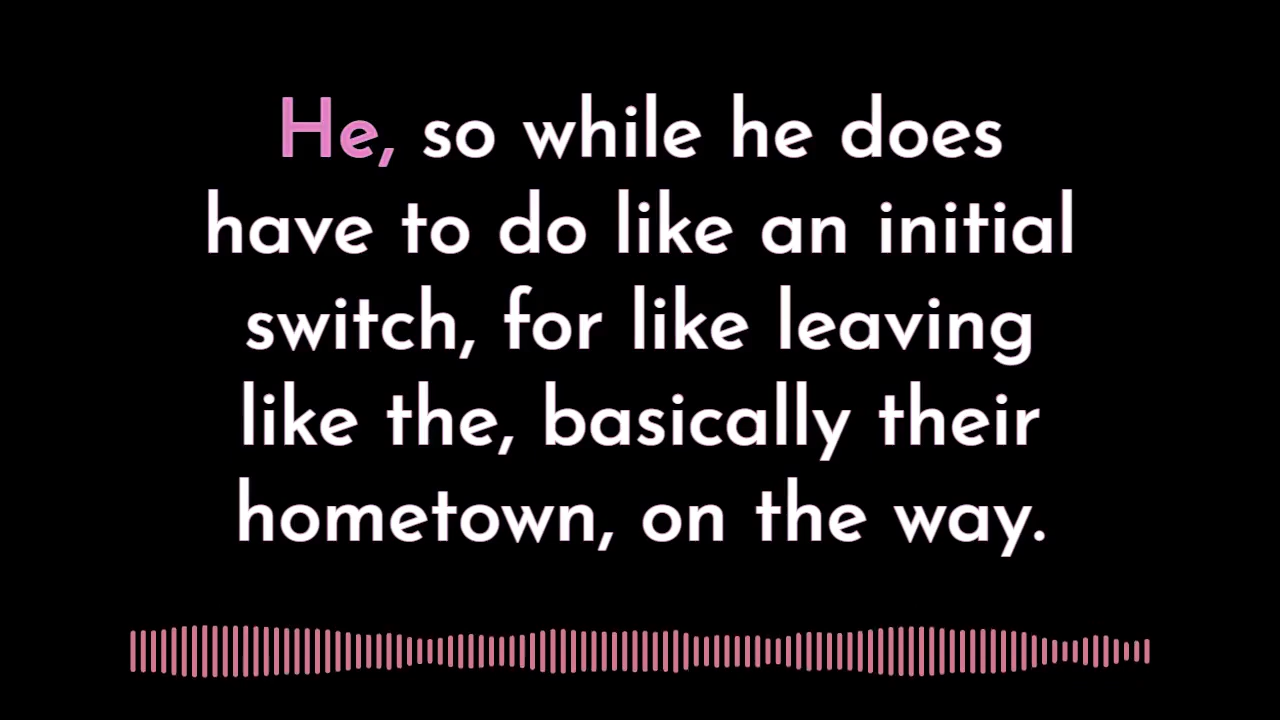 He, so while he does
have to do like an initial
switch, for like leaving
like the, basically their
hometown, on the way.